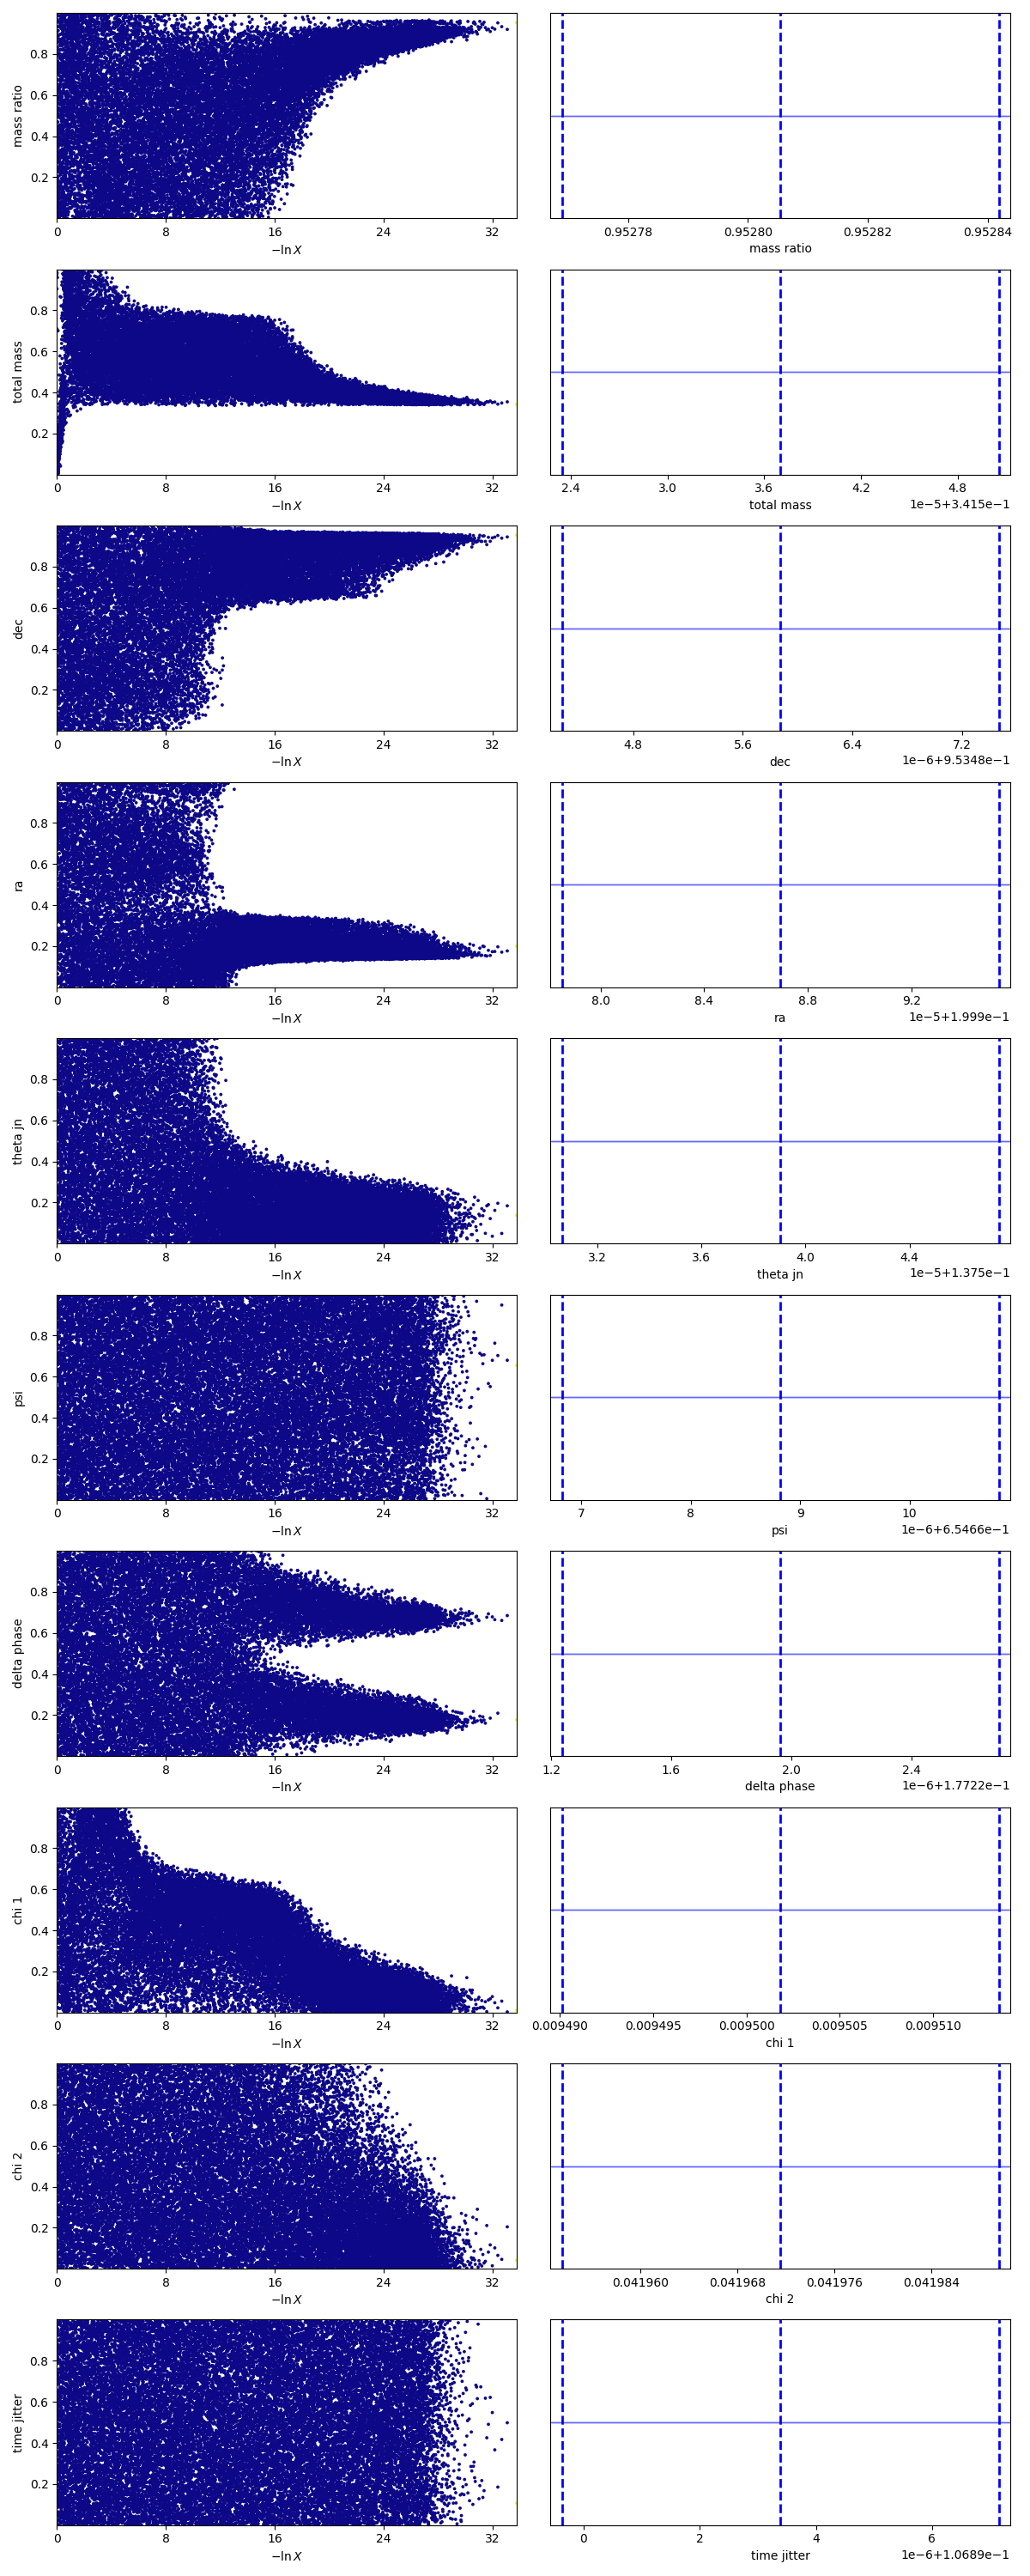 0.8
0.6
0.4
0.2
mass ratio
0 8 16 24 32
−ln X
0.95278 0.95280 0.95282 0.95284
mass ratio
0.8
0.6
0.4
0.2
total mass
0 8 16 24 32
−ln X
2.4 3.0 3.6 4.2 4.8
total mass
1e-5+3.415e-1
0.8
0.6
0.4
0.2
dec
0 8 16 24 32
−ln X
4.8 5.6 6.4 7.2
dec
1e-6+9.5348e-1
0.8
0.6
0.4
0.2
ra
0 8 16 24 32
−ln X
8.0 8.4 8.8 9.2
ra
1e-5+1.999e-1
0.8
0.6
0.4
0.2
theta jn
0 8 16 24 32
−ln X
3.2 3.6 4.0 4.4
theta jn
1e-5+1.375e-1
0.8
0.6
0.4
0.2
psi
0 8 16 24 32
−ln X
7 8 9 10
psi
1e-6+6.5466e-1
0.8
0.6
0.4
0.2
delta phase
0 8 16 24 32
−ln X
1.2 1.6 2.0 2.4
delta phase
1e-6+1.7722e-1
0.8
0.6
0.4
0.2
chi 1
0 8 16 24 32
−ln X
0.009490 0.009495 0.009500 0.009505 0.009510
chi 1
0.8
0.6
0.4
0.2
chi 2
0 8 16 24 32
−ln X
0.041960 0.041968 0.041976 0.041984
chi 2
0.8
0.6
0.4
0.2
time jitter
0 8 16 24 32
−ln X
0 2 4 6
time jitter
1e-6+1.0689e-1